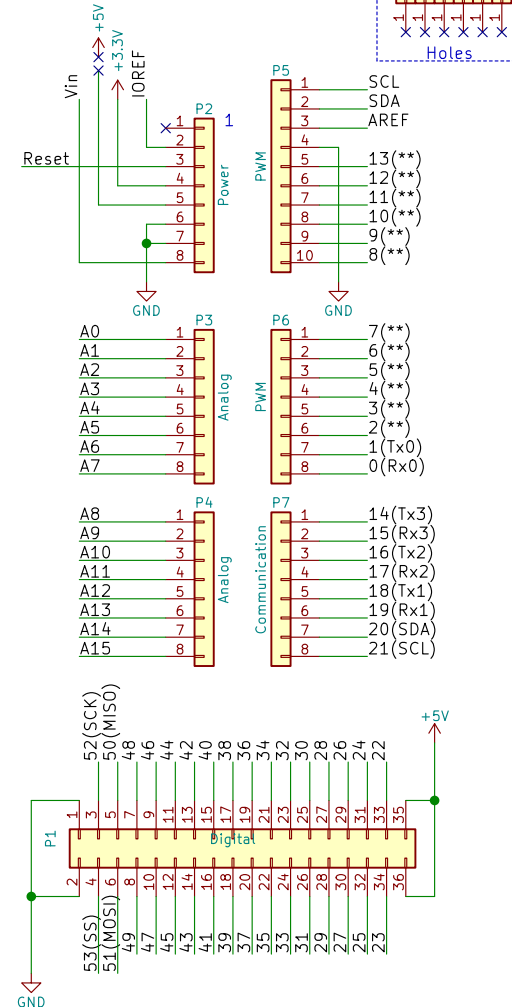 +5V
+3.3V
IOREF
Vin
1 1 1 1 1 1
Holes
P2
1
1
2
Reset 3
4
5
6
7
8
Power
GND
P5
1 SCL
2 SDA
3 AREF
4
5 13(**)
6 12(**)
7 11(**)
8 10(**)
9 9(**)
10 8(**)
PWM
GND
P3
A0 1
A1 2
A2 3
A3 4
A4 5
A5 6
A6 7
A7 8
Analog
P6
1 7(**)
2 6(**)
3 5(**)
4 4(**)
5 3(**)
6 2(**)
7 1(Tx0)
8 0(Rx0)
PWM
P4
A8 1
A9 2
A10 3
A11 4
A12 5
A13 6
A14 7
A15 8
Analog
P7
1 14(Tx3)
2 15(Rx3)
3 16(Tx2)
4 17(Rx2)
5 18(Tx1)
6 19(Rx1)
7 20(SDA)
8 21(SCL)
Communication
52(SCK) 50(MISO) 48 46 44 42 40 38 36 34 32 30 28 26 24 22
+5V
1 3 5 7 9 11 13 15 17 19 21 23 25 27 29 31 33 35
P1
Digital
2 4 6 8 10 12 14 16 18 20 22 24 26 28 30 32 34 36
53(SS) 51(MOSI) 49 47 45 43 41 39 37 35 33 31 29 27 25 23
GND